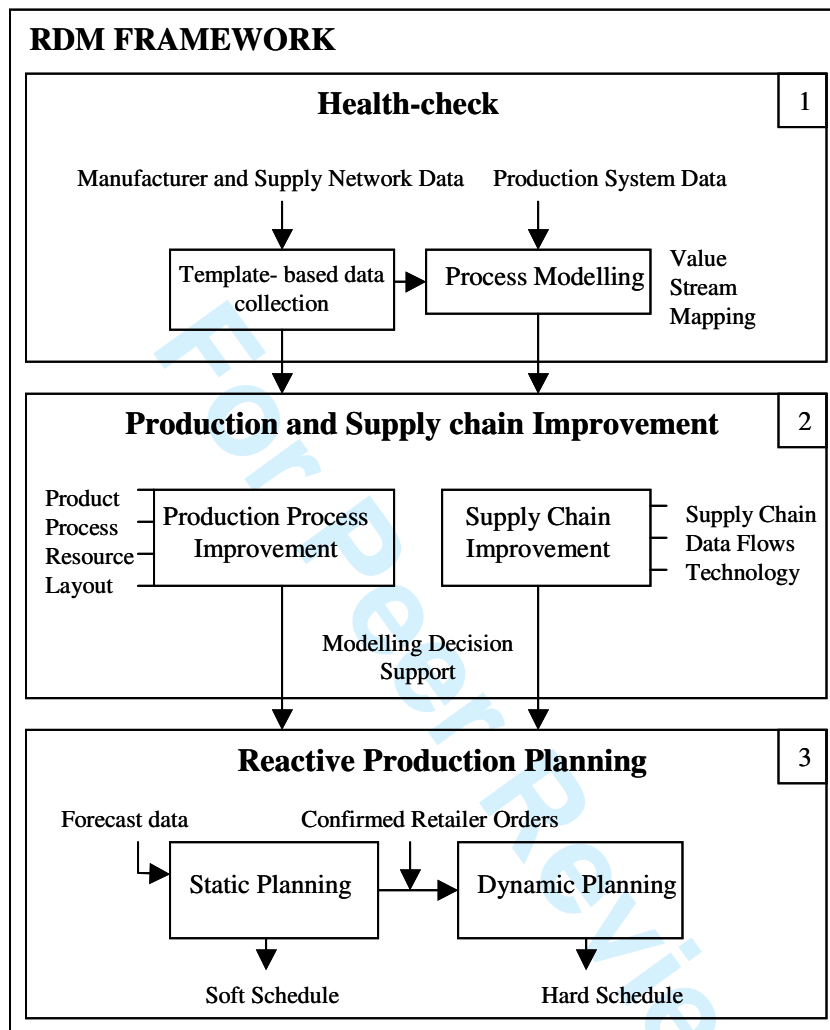 RDM FRAMEWORK
Health-check
1
Manufacturer and Supply Network Data
Production System Data
Template- based data
collection
Process Modelling
Value
Stream
Mapping
Production and Supply chain Improvement
2
Product
Process
Resource
Layout
Production Process
Improvement
Supply Chain
Improvement
Supply Chain
Data Flows
Technology
Modelling Decision
Support
Reactive Production Planning
3
Forecast data
Confirmed Retailer Orders
Static Planning
Dynamic Planning
Soft Schedule
Hard Schedule
For Peer Revie